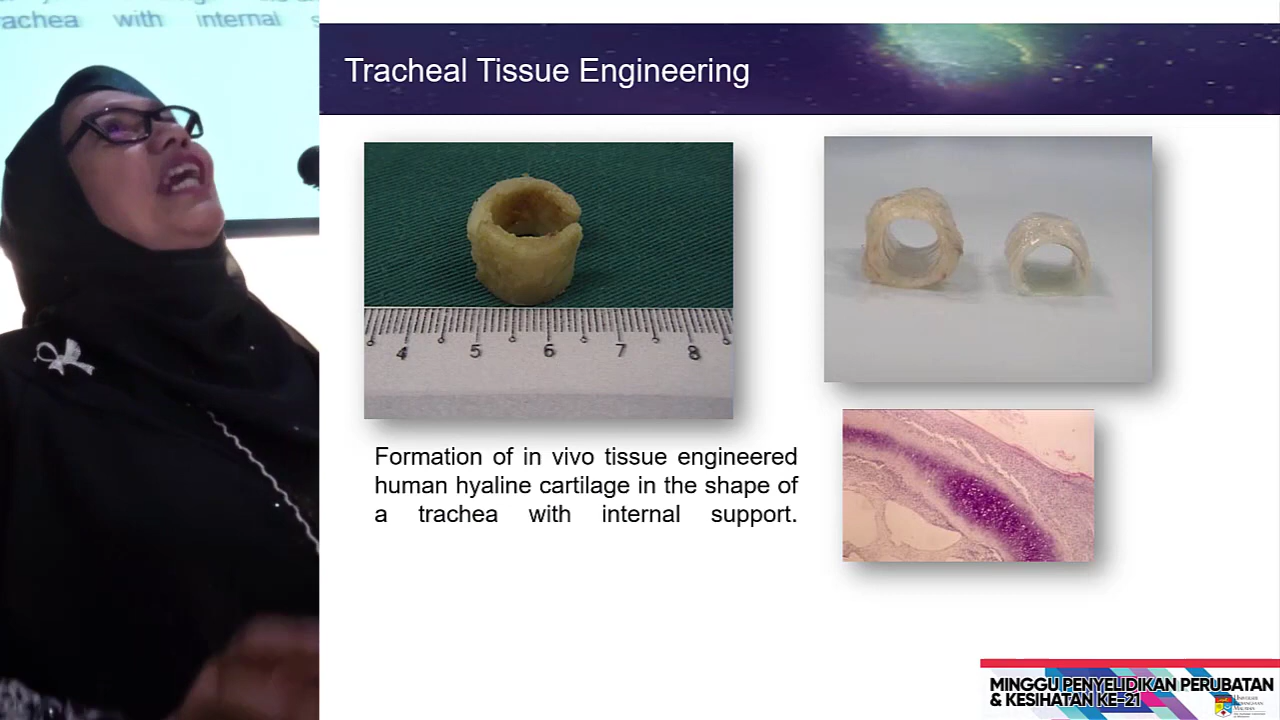 rachea with internal s
Tracheal Tissue Engineering
4 5 6 7 8
Formation of in vivo tissue engineered
human hyaline cartilage in the shape of
a trachea with internal support.
MINGGU PENYELIDIKAN PERUBATAN
& KESIHATAN KE-21